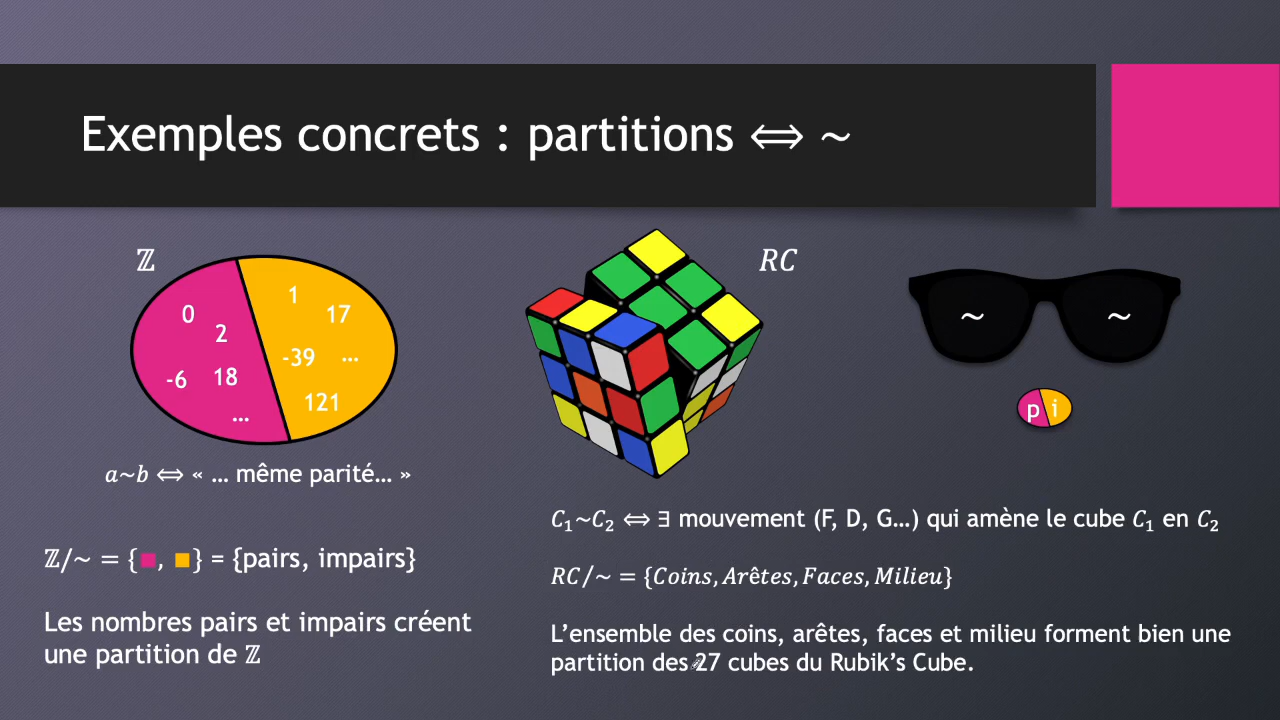 Exemples concrets : partitions ⟺ ~
ℤ
0
2
-6
18
...
1
17
-39
...
121
a~b ⟺ « ... même parité... »
ℤ/~ = {■, ■} = {pairs, impairs}
Les nombres pairs et impairs créent
une partition de ℤ
RC
~ ~
p i
C₁~C₂ ⟺ ∃ mouvement (F, D, G...) qui amène le cube C₁ en C₂
RC/~ = {Coins, Arêtes, Faces, Milieu}
L'ensemble des coins, arêtes, faces et milieu forment bien une
partition des 27 cubes du Rubik's Cube.